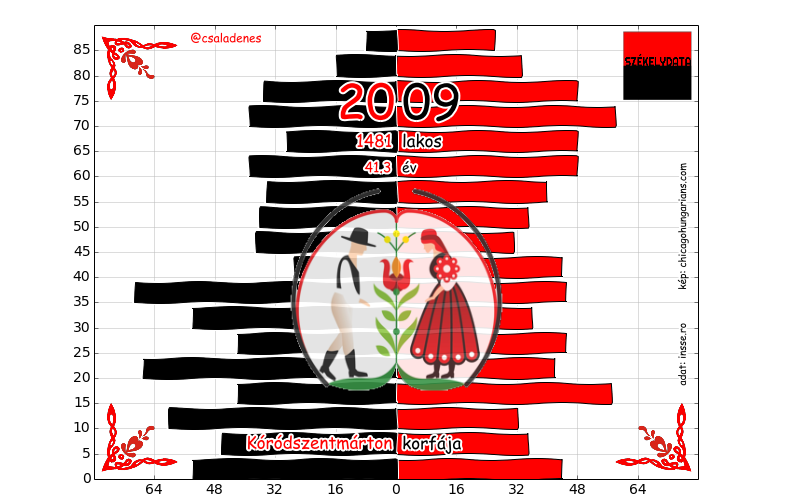 @csaladenes
SZÉKELYDATA
2009
1481 lakos
41,3 év
kép: chicagohungarians.com
adat: insse.ro
Kóródszentmárton korfája
85
80
75
70
65
60
55
50
45
40
35
30
25
20
15
10
5
0
64 48 32 16 0 16 32 48 64